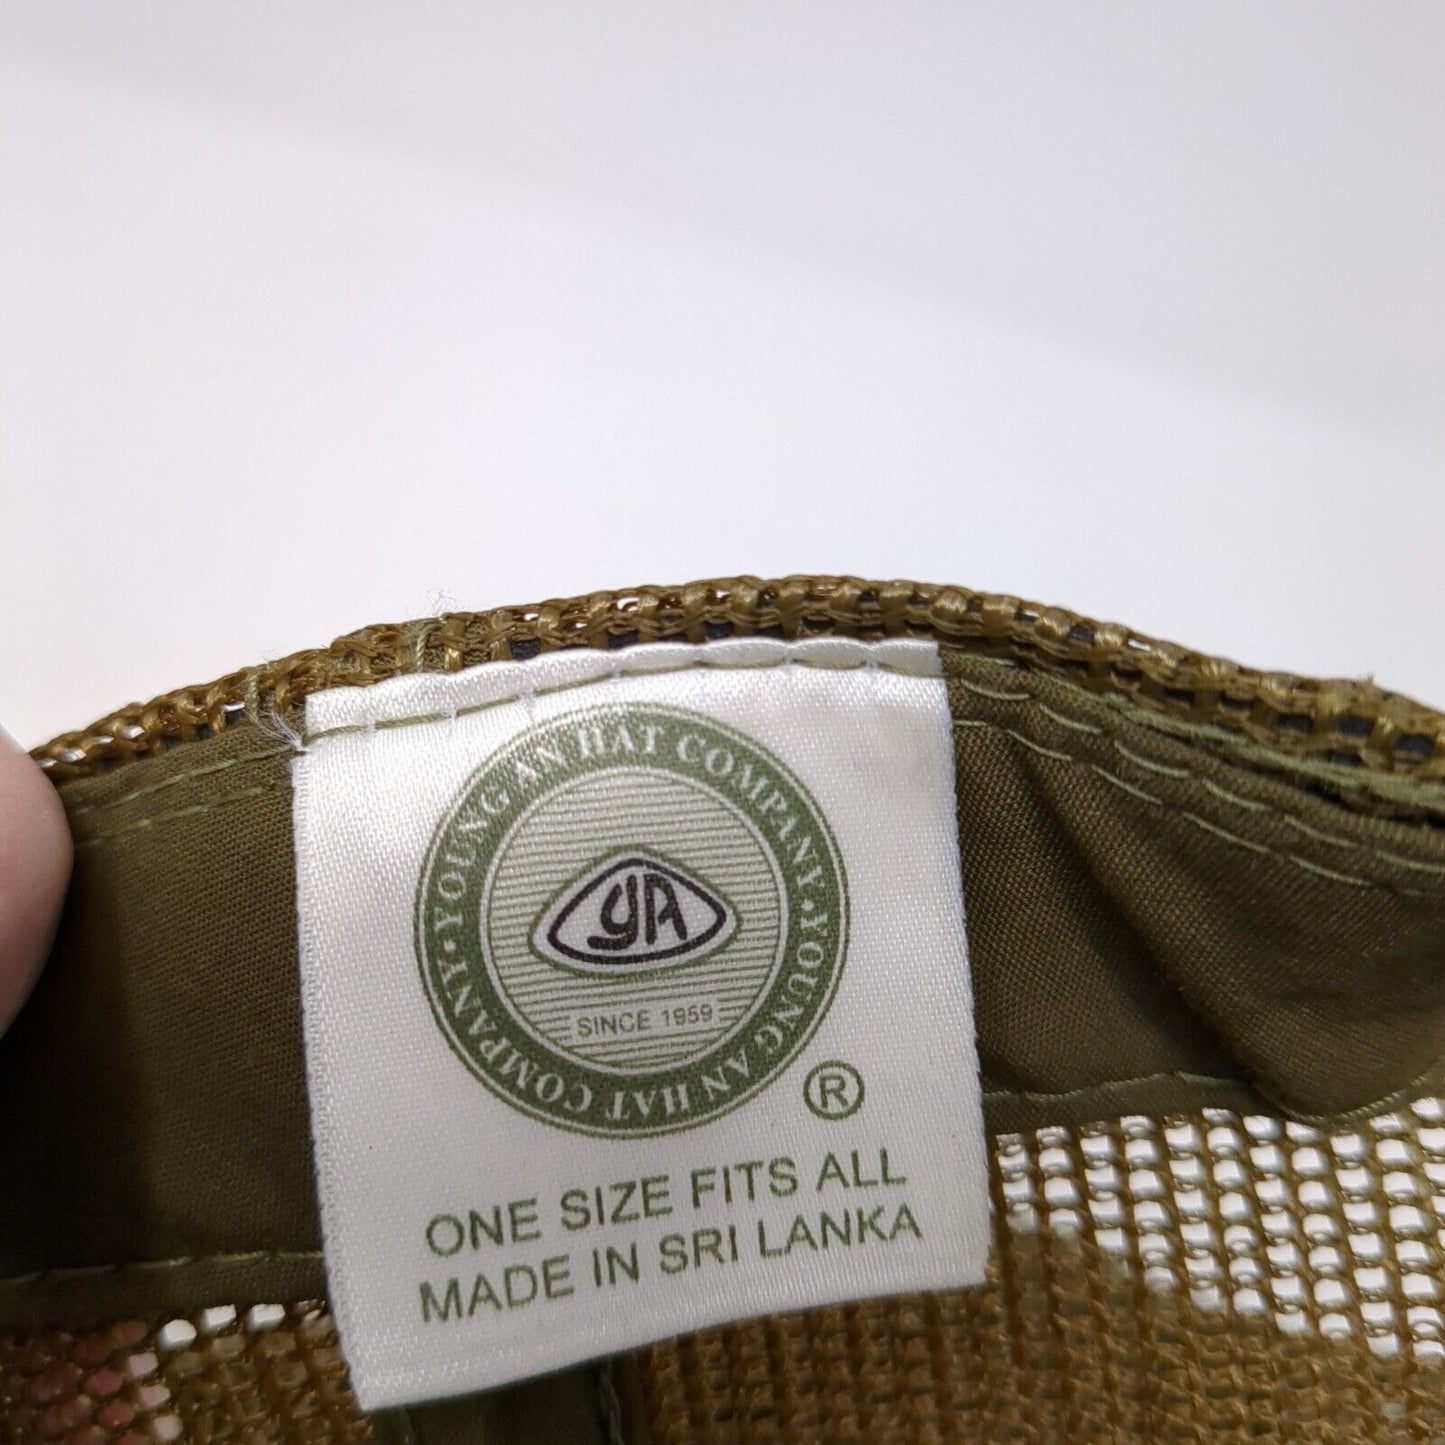 YOUNG AN HAT COMPANY · YOUNG AN HAT COMPANY ·
YA
SINCE 1959
®
ONE SIZE FITS ALL
MADE IN SRI LANKA